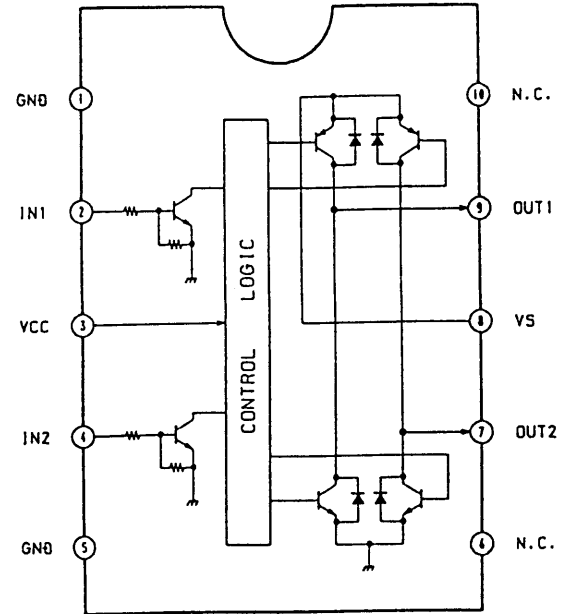 GND 1
10 N.C.
IN1 2
9 OUT1
CONTROL LOGIC
VCC 3
8 VS
IN2 4
7 OUT2
GND 5
6 N.C.